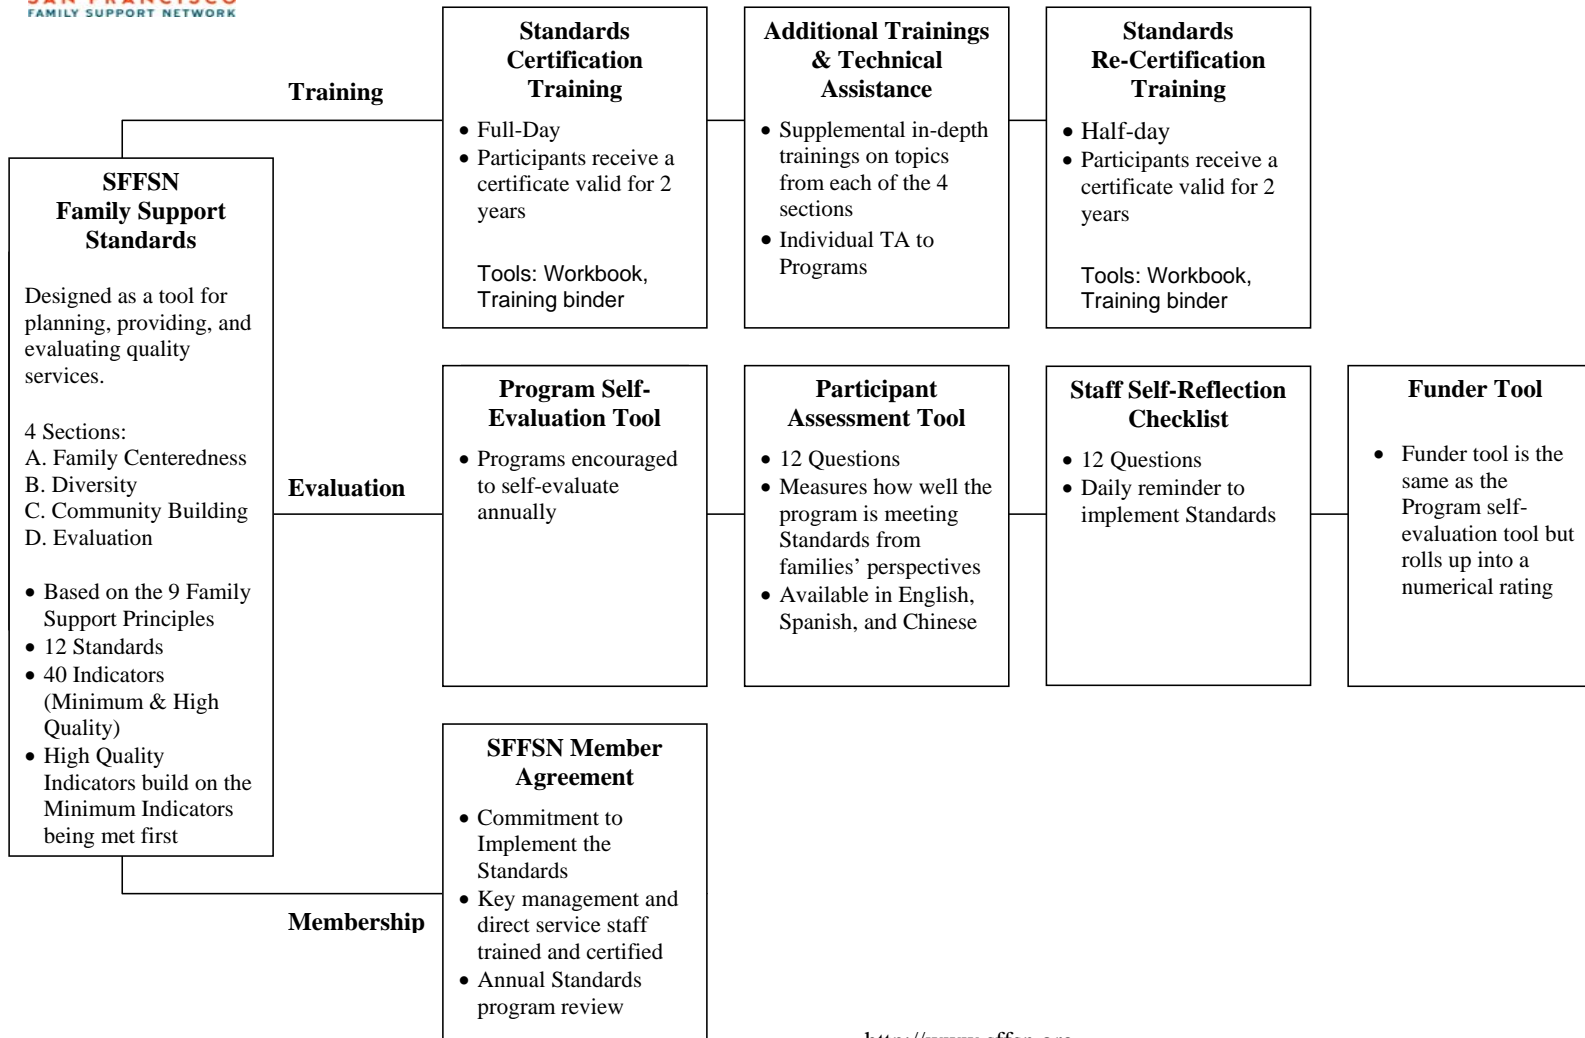 SAN FRANCISCO
FAMILY SUPPORT NETWORK
Training
Standards
Certification
Training
• Full-Day
• Participants receive a
certificate valid for 2
years
Tools: Workbook,
Training binder
Additional Trainings
& Technical
Assistance
• Supplemental in-depth
trainings on topics
from each of the 4
sections
• Individual TA to
Programs
Standards
Re-Certification
Training
• Half-day
• Participants receive a
certificate valid for 2
years
Tools: Workbook,
Training binder
SFFSN
Family Support
Standards
Designed as a tool for
planning, providing, and
evaluating quality
services.
4 Sections:
A. Family Centeredness
B. Diversity
C. Community Building
D. Evaluation
• Based on the 9 Family
Support Principles
• 12 Standards
• 40 Indicators
(Minimum & High
Quality)
• High Quality
Indicators build on the
Minimum Indicators
being met first
Evaluation
Program Self-
Evaluation Tool
• Programs encouraged
to self-evaluate
annually
Participant
Assessment Tool
• 12 Questions
• Measures how well the
program is meeting
Standards from
families’ perspectives
• Available in English,
Spanish, and Chinese
Staff Self-Reflection
Checklist
• 12 Questions
• Daily reminder to
implement Standards
Funder Tool
• Funder tool is the
same as the
Program self-
evaluation tool but
rolls up into a
numerical rating
Membership
SFFSN Member
Agreement
• Commitment to
Implement the
Standards
• Key management and
direct service staff
trained and certified
• Annual Standards
program review